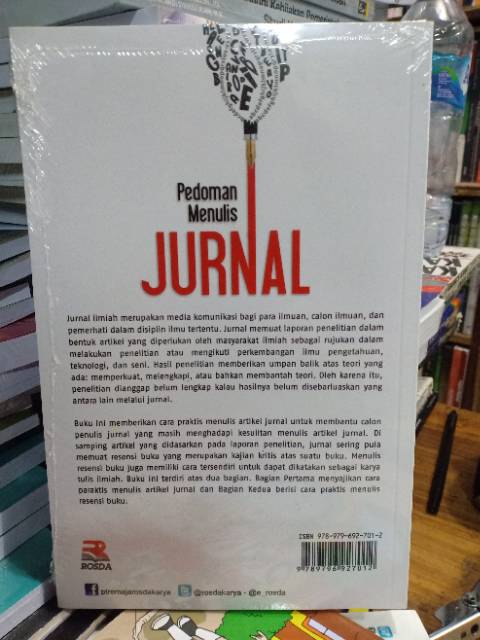 Pedoman
Menulis
JURNAL
Jurnal ilmiah merupakan media komunikasi bagi para ilmuan, calon ilmuan, dan
pemerhati dalam disiplin ilmu tertentu. Jurnal memuat laporan penelitian dalam
bentuk artikel yang diperlukan oleh masyarakat ilmiah sebagai rujukan dalam
melakukan penelitian atau mengikuti perkembangan ilmu pengetahuan,
teknologi, dan seni. Hasil penelitian memberikan umpan balik atas teori yang
ada: memperkuat, melengkapi, atau bahkan membantah teori. Oleh karena itu,
penelitian dianggap belum lengkap kalau hasilnya belum disebarluaskan yang
antara lain melalui jurnal.
Buku ini memberikan cara praktis menulis artikel jurnal untuk membantu calon
penulis jurnal yang masih menghadapi kesulitan menulis artikel jurnal. Di
samping artikel yang didasarkan pada laporan penelitian, jurnal sering pula
memuat resensi buku yang merupakan kajian kritis atas suatu buku. Menulis
resensi buku juga memiliki cara tersendiri untuk dapat dikatakan sebagai karya
tulis ilmiah. Buku ini terdiri atas dua bagian. Bagian Pertama menyajikan cara
paraktis menulis artikel jurnal dan Bagian Kedua berisi cara praktis menulis
resensi buku.
ISBN 978-979-692-701-2
9 789796 927012
ROSDA
ptremajarosdakarya
@rosdakarya - @e_rosda